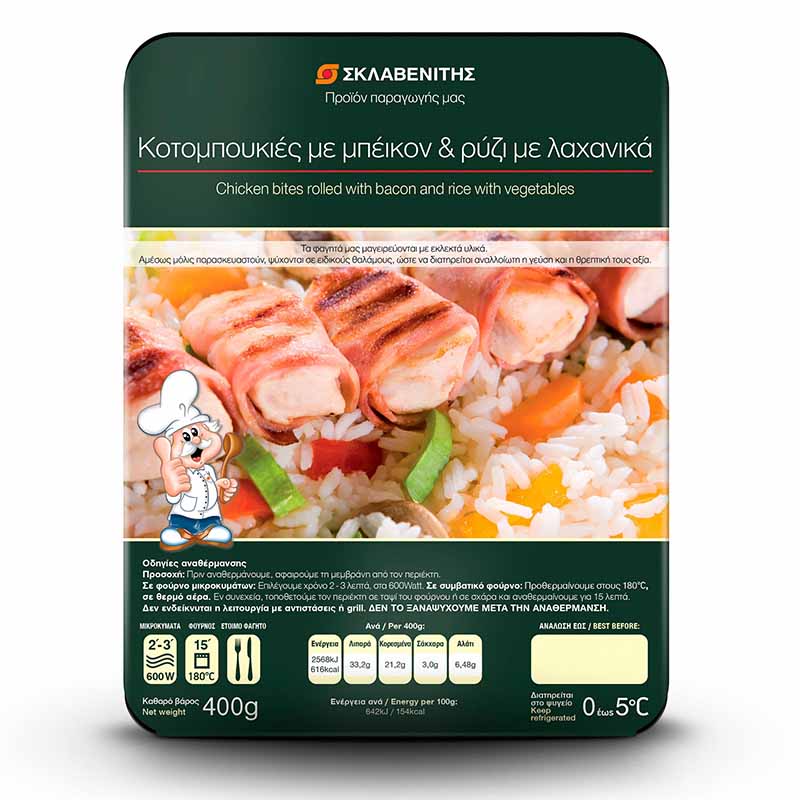 ΣΚΛΑΒΕΝΙΤΗΣ
Προϊόν παραγωγής μας
Κοτομπουκιές με μπέικον & ρύζι με λαχανικά
Chicken bites rolled with bacon and rice with vegetables
Τα φαγητά μας μαγειρεύονται με εκλεκτά υλικά.
Αμέσως μόλις παρασκευαστούν, ψύχονται σε ειδικούς θαλάμους, ώστε να διατηρείται αναλλοίωτη η γεύση και η θρεπτική τους αξία.
Οδηγίες αναθέρμανσης
Προσοχή: Πριν αναθερμάνουμε, αφαιρούμε τη μεμβράνη από τον περιέκτη.
Σε φούρνο μικροκυμάτων: Επιλέγουμε χρόνο 2 - 3 λεπτά, στα 600Watt. Σε συμβατικό φούρνο: Προθερμαίνουμε στους 180°C,
σε θερμό αέρα. Εν συνεχεία, τοποθετούμε τον περιέκτη σε ταψί του φούρνου ή σε σχάρα και αναθερμαίνουμε για 15 λεπτά.
Δεν ενδείκνυται η λειτουργία με αντιστάσεις ή grill. ΔΕΝ ΤΟ ΞΑΝΑΨΥΧΟΥΜΕ ΜΕΤΑ ΤΗΝ ΑΝΑΘΕΡΜΑΝΣΗ.
ΜΙΚΡΟΚΥΜΑΤΑ ΦΟΥΡΝΟΣ ΕΤΟΙΜΟ ΦΑΓΗΤΟ
2´-3´
600W
15´
180°C
Καθαρό βάρος
Net weight
400g
Ανά / Per 400g:
Ενέργεια Λιπαρά Κορεσμένα Σάκχαρα Αλάτι
2568kJ
616kcal
33,2g 21,2g 3,0g 6,48g
Ενέργεια ανά / Energy per 100g:
642kJ / 154kcal
ΑΝΑΛΩΣΗ ΕΩΣ / BEST BEFORE:
Διατηρείται
στο ψυγείο
Keep
refrigerated
0 έως 5°C